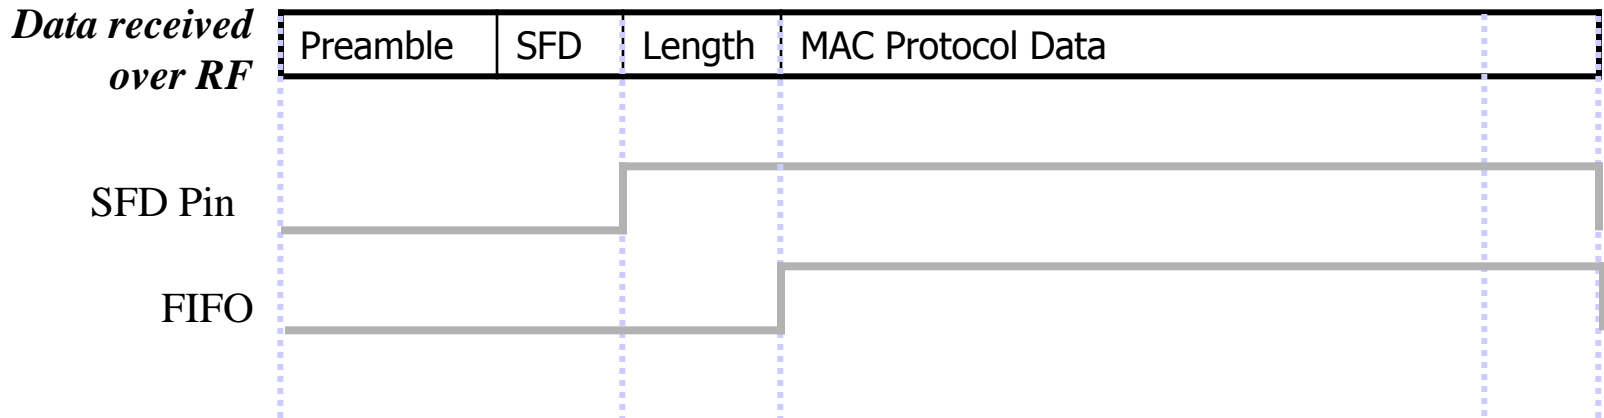 Data received
over RF
Preamble SFD Length MAC Protocol Data
SFD Pin
FIFO